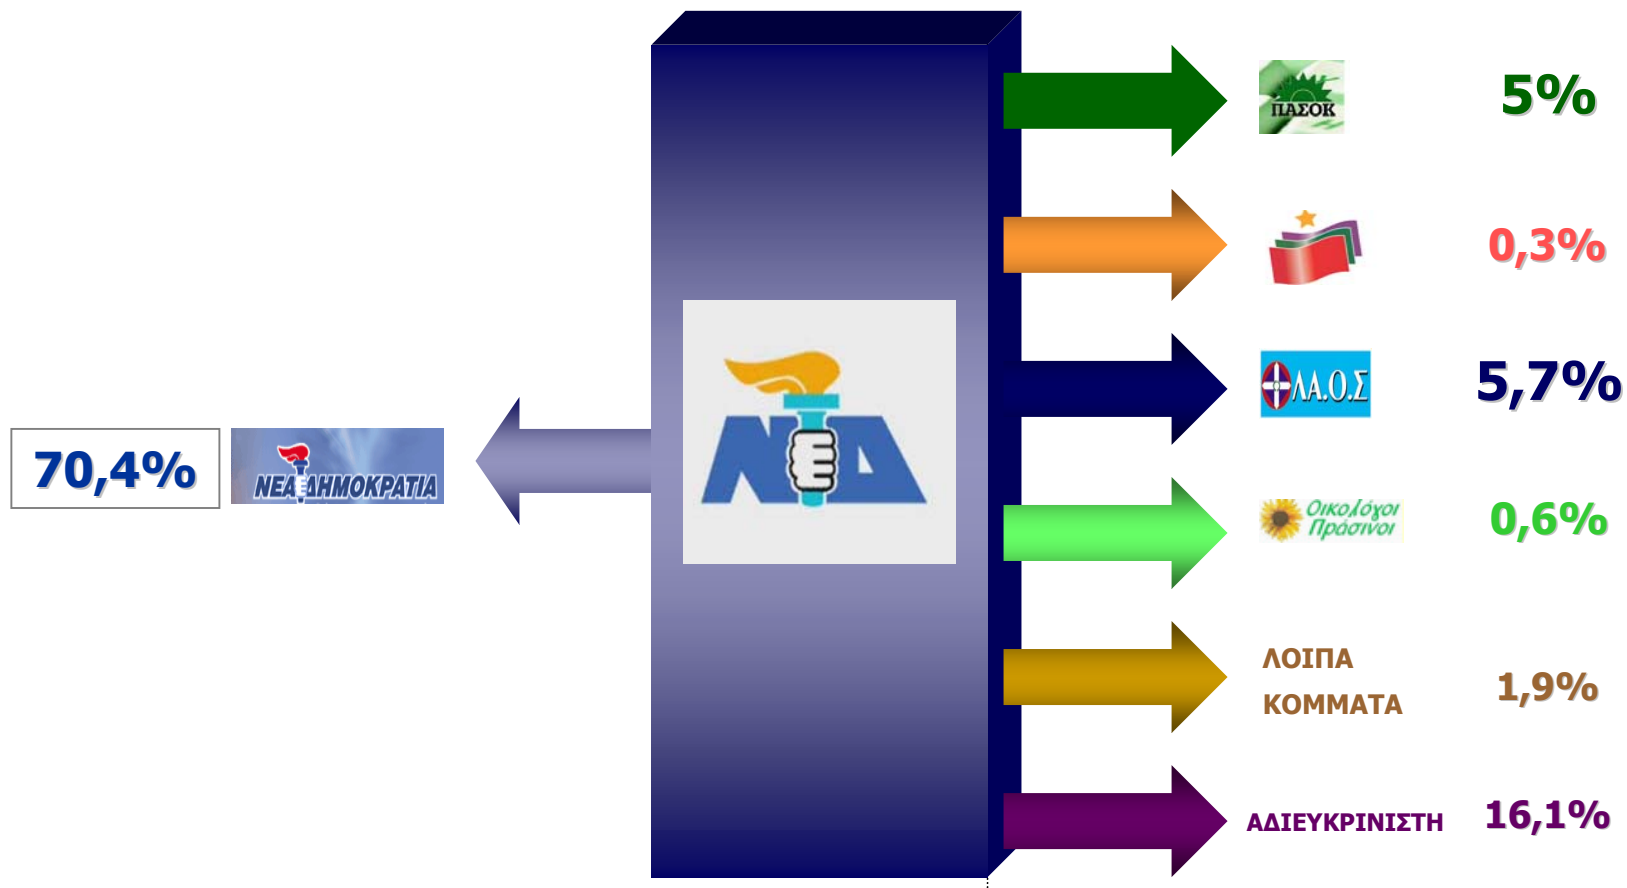 ΠΑΣΟΚ
5%
0,3%
ΛΑ.Ο.Σ
5,7%
70,4%
ΝΕΑ ΔΗΜΟΚΡΑΤΙΑ
ΝΔ
Οικολόγοι
Πράσινοι
0,6%
ΛΟΙΠΑ
ΚΟΜΜΑΤΑ
1,9%
ΑΔΙΕΥΚΡΙΝΙΣΤΗ
16,1%